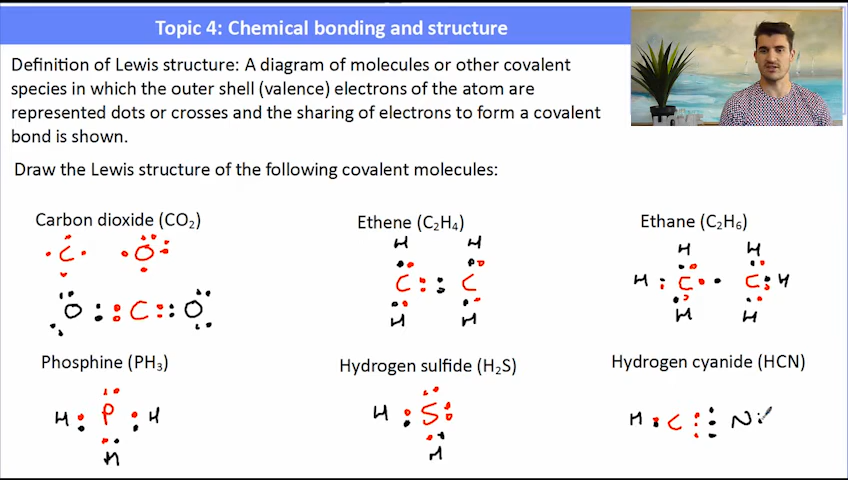 Topic 4: Chemical bonding and structure
Definition of Lewis structure: A diagram of molecules or other covalent
species in which the outer shell (valence) electrons of the atom are
represented dots or crosses and the sharing of electrons to form a covalent
bond is shown.
Draw the Lewis structure of the following covalent molecules:
Carbon dioxide (CO₂)
C O
O C O
Ethene (C₂H₄)
H H
C C
H H
Ethane (C₂H₆)
H H
H C C H
H H
Phosphine (PH₃)
H P H
H
Hydrogen sulfide (H₂S)
H S
H
Hydrogen cyanide (HCN)
H C N